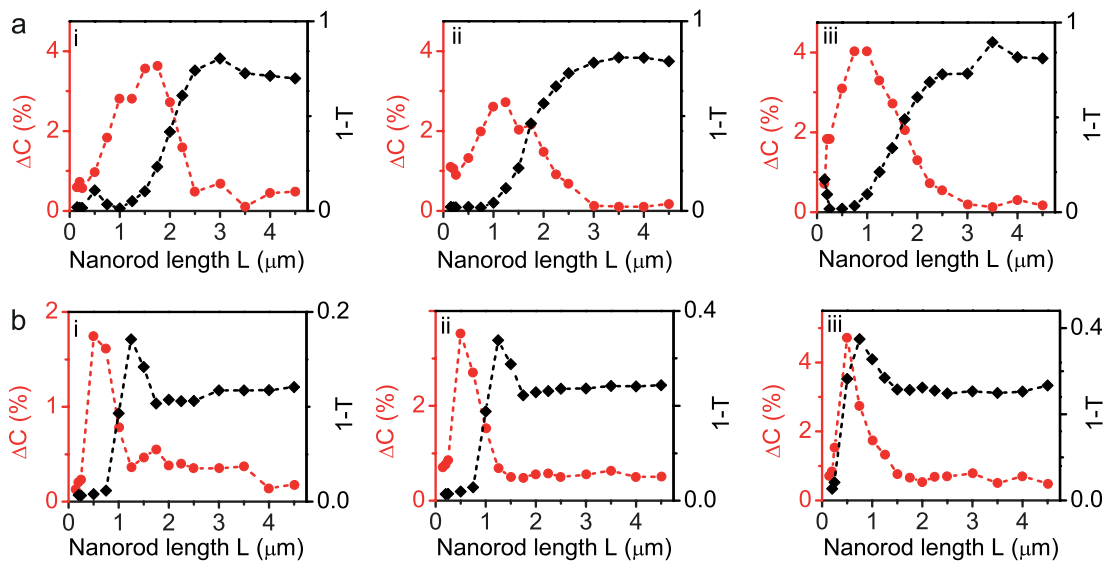 a
i
ΔC (%)
4
2
0
1
0
1-T
0 1 2 3 4
Nanorod length L (μm)
ii
ΔC (%)
4
2
0
1
0
1-T
0 1 2 3 4
Nanorod length L (μm)
iii
ΔC (%)
4
2
0
1
0
1-T
0 1 2 3 4
Nanorod length L (μm)
b
i
ΔC (%)
2
1
0
0.2
0.0
1-T
0 1 2 3 4
Nanorod length L (μm)
ii
ΔC (%)
2
0
0.4
0.0
1-T
0 1 2 3 4
Nanorod length L (μm)
iii
ΔC (%)
4
2
0
0.4
0.0
1-T
0 1 2 3 4
Nanorod length L (μm)